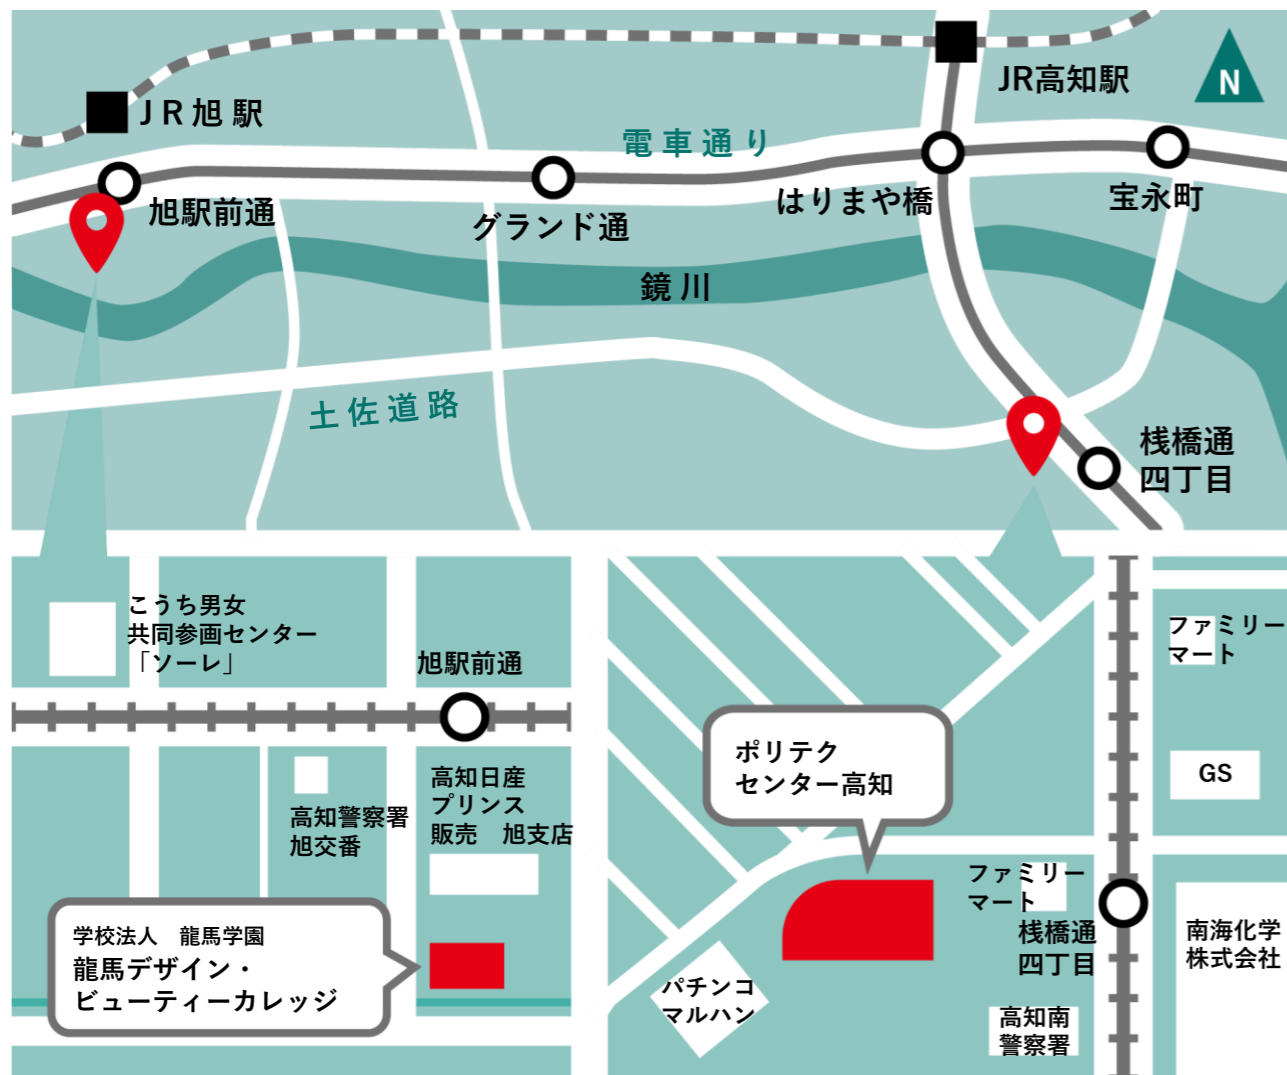 JR高知駅
N
JR旭駅
電車通り
はりまや橋
宝永町
旭駅前通
グランド通
鏡川
土佐道路
桟橋通
四丁目
こうち男女
共同参画センター
「ソーレ」
旭駅前通
高知警察署
旭交番
高知日産
プリンス
販売　旭支店
学校法人　龍馬学園
龍馬デザイン・
ビューティーカレッジ
ポリテク
センター高知
ファミリー
マート
GS
ファミリー
マート
桟橋通
四丁目
南海化学
株式会社
パチンコ
マルハン
高知南
警察署